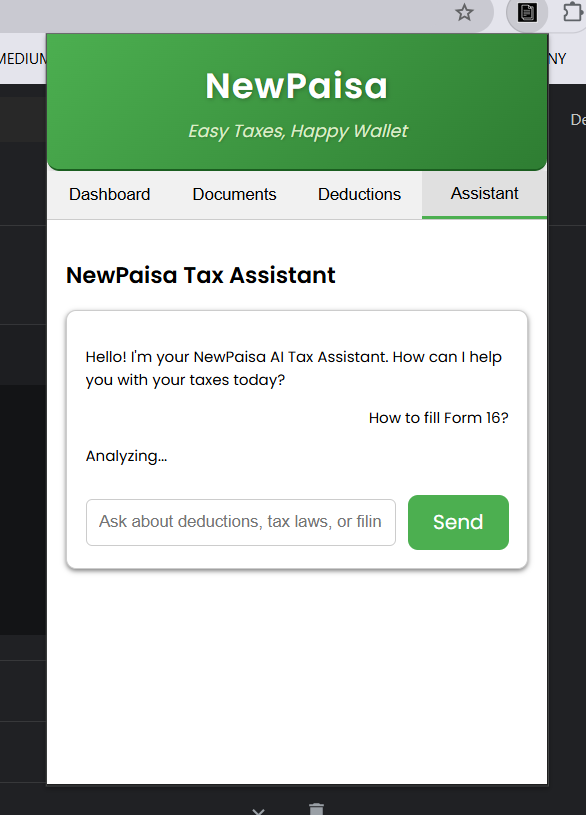 MEDIUM
NY
De
NewPaisa
Easy Taxes, Happy Wallet
Dashboard
Documents
Deductions
Assistant
NewPaisa Tax Assistant
Hello! I'm your NewPaisa AI Tax Assistant. How can I help
you with your taxes today?
How to fill Form 16?
Analyzing...
Ask about deductions, tax laws, or filin
Send